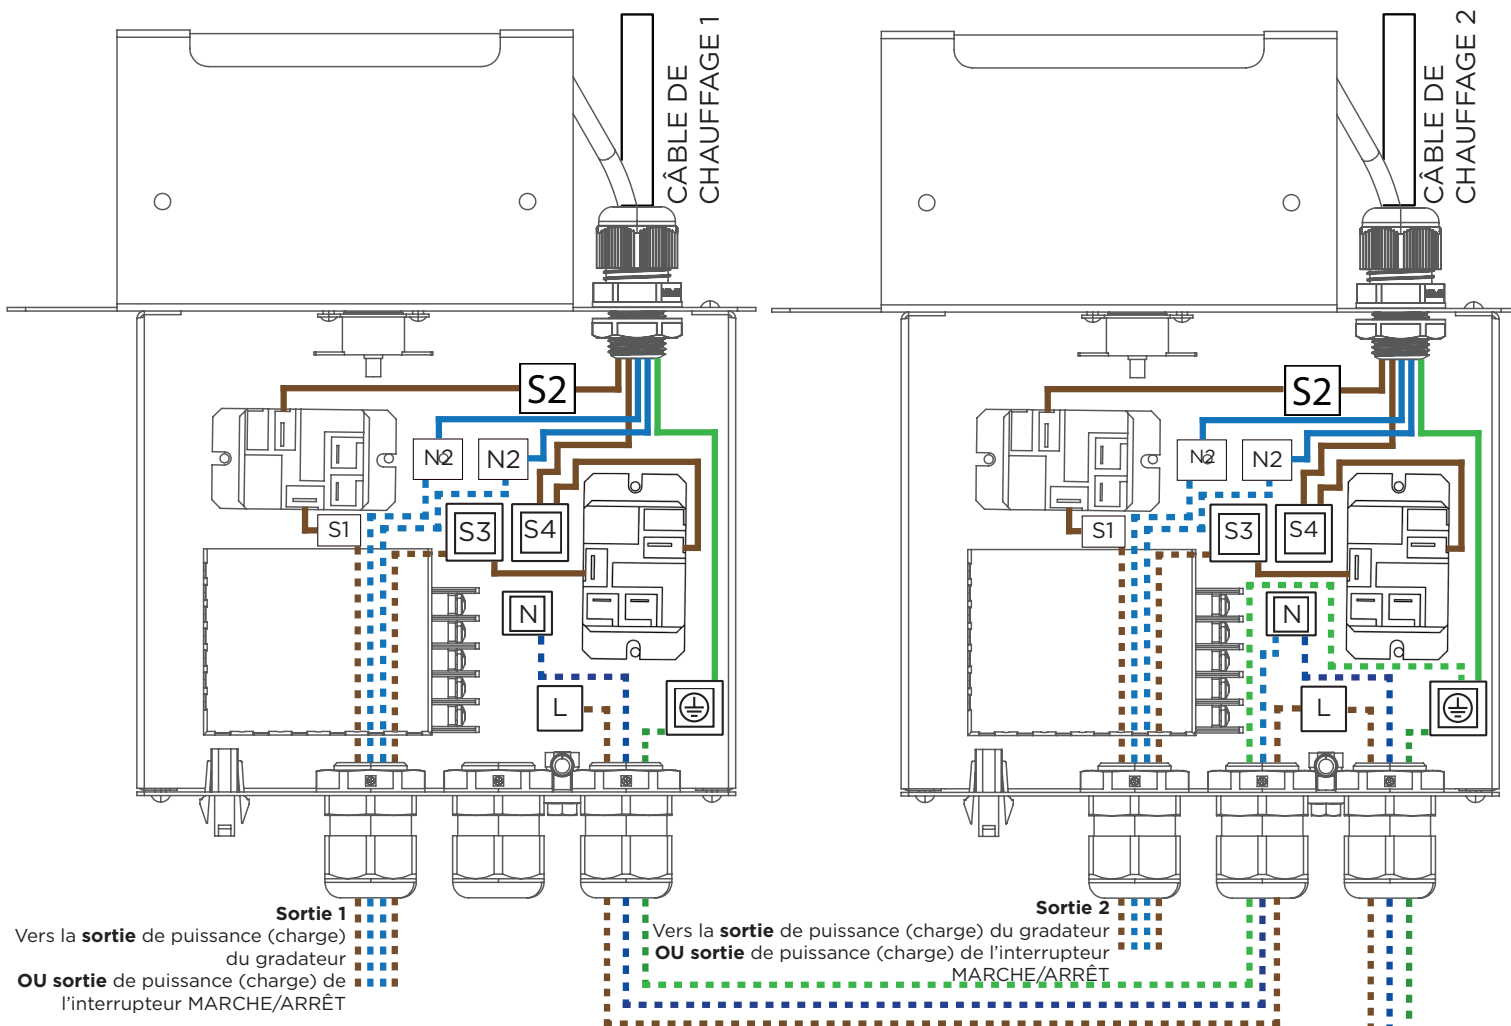 CÂBLE DE
CHAUFFAGE 1
S2
N2
N2
S1
S3
S4
N
L
Sortie 1
Vers la sortie de puissance (charge)
du gradateur
OU sortie de puissance (charge) de
l'interrupteur MARCHE/ARRÊT
CÂBLE DE
CHAUFFAGE 2
S2
N2
N2
S1
S3
S4
N
L
Sortie 2
Vers la sortie de puissance (charge) du gradateur
OU sortie de puissance (charge) de l'interrupteur
MARCHE/ARRÊT